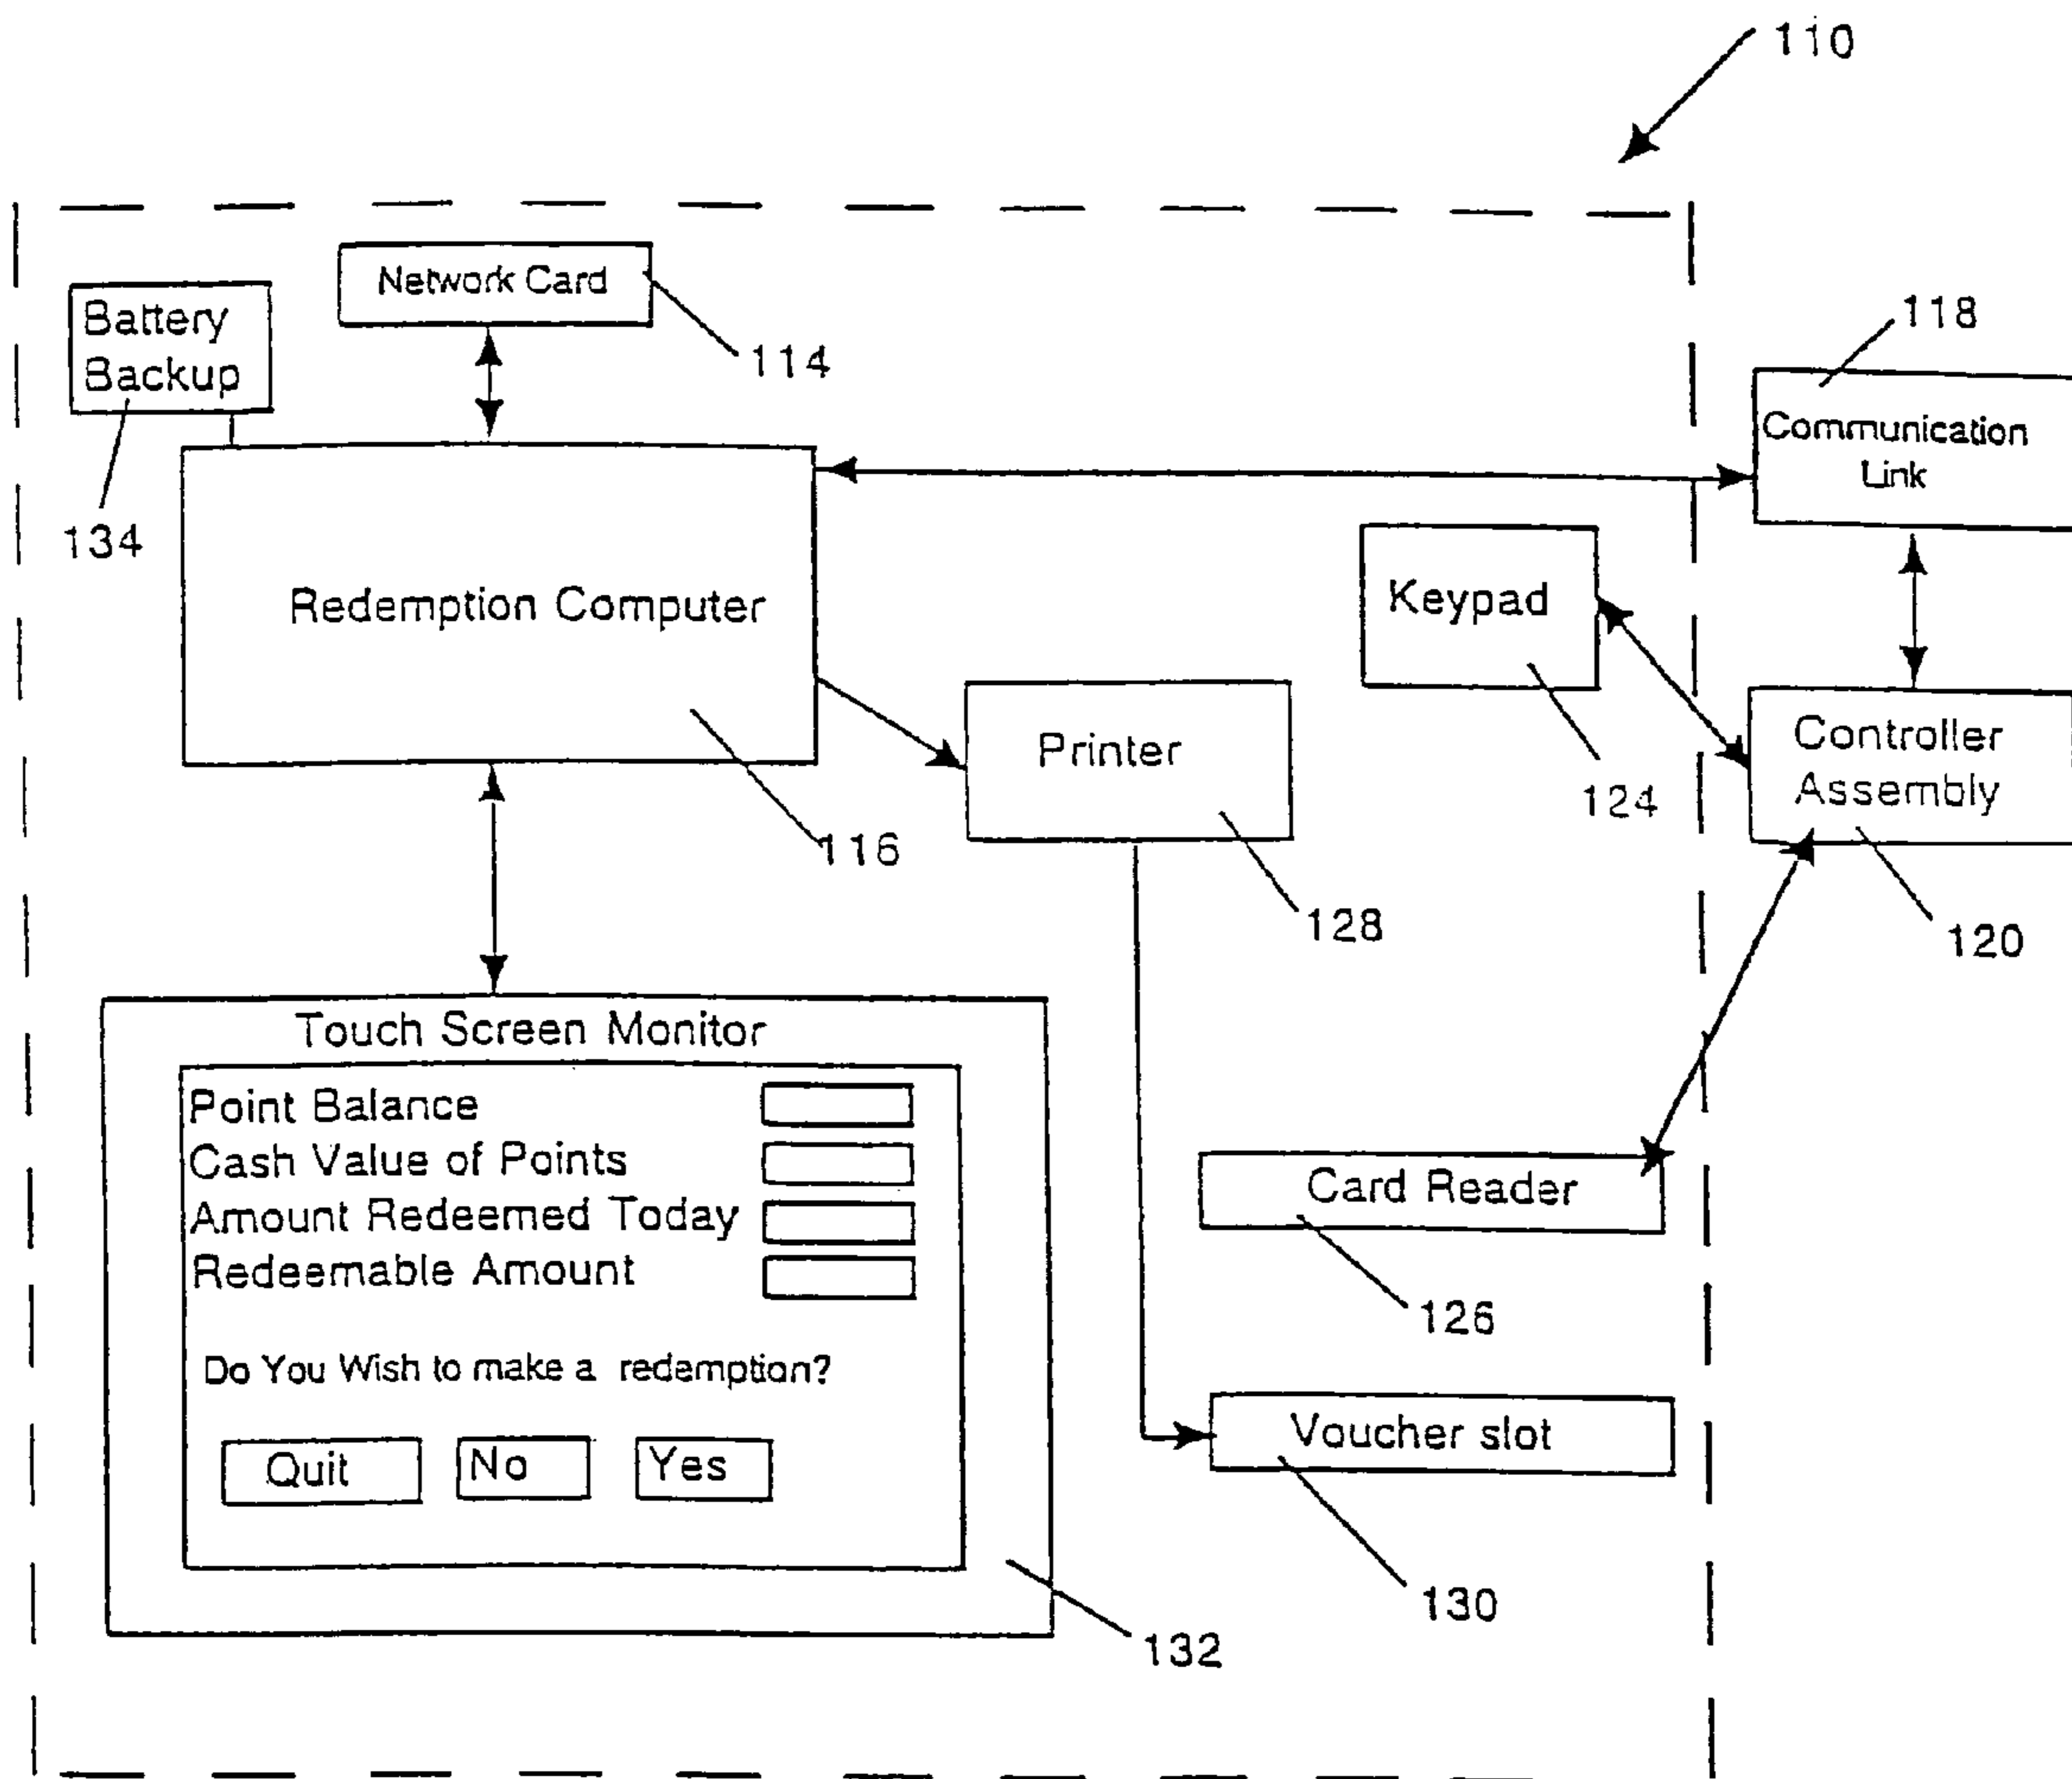 110
Network Card
114
Battery
Backup
134
118
Communication
Link
Redemption Computer
116
Keypad
124
Printer
128
Controller
Assembly
120
Touch Screen Monitor
Point Balance
Cash Value of Points
Amount Redeemed Today
Redeemable Amount
Do You Wish to make a redemption?
Quit
No
Yes
132
Card Reader
126
Voucher slot
130